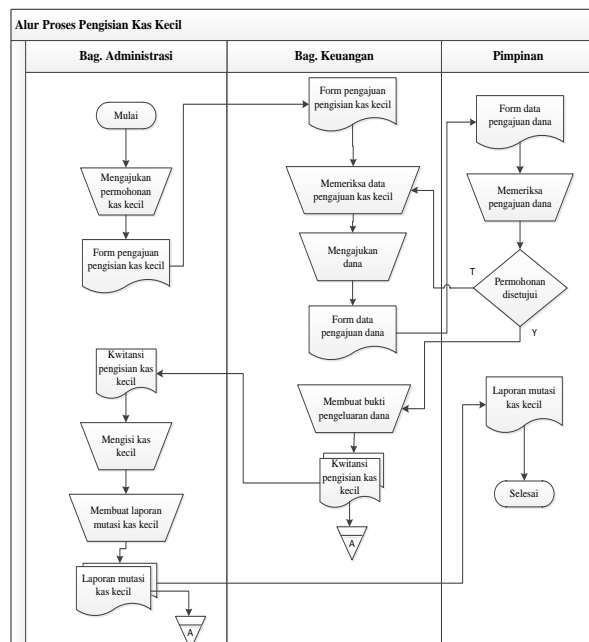 Alur Proses Pengisian Kas Kecil
Bag. Administrasi
Bag. Keuangan
Pimpinan
Mulai
Mengajukan
permohonan
kas kecil
Form pengajuan
pengisian kas kecil
Kwitansi
pengisian kas
kecil
Mengisi kas
kecil
Membuat laporan
mutasi kas kecil
Laporan mutasi
kas kecil
A
Form pengajuan
pengisian kas kecil
Memeriksa data
pengajuan kas kecil
Mengajukan
dana
Form data
pengajuan dana
Membuat bukti
pengeluaran dana
Kwitansi
pengisian kas
kecil
A
Form data
pengajuan dana
Memeriksa
pengajuan dana
T
Permohonan
disetujui
Y
Laporan mutasi
kas kecil
Selesai